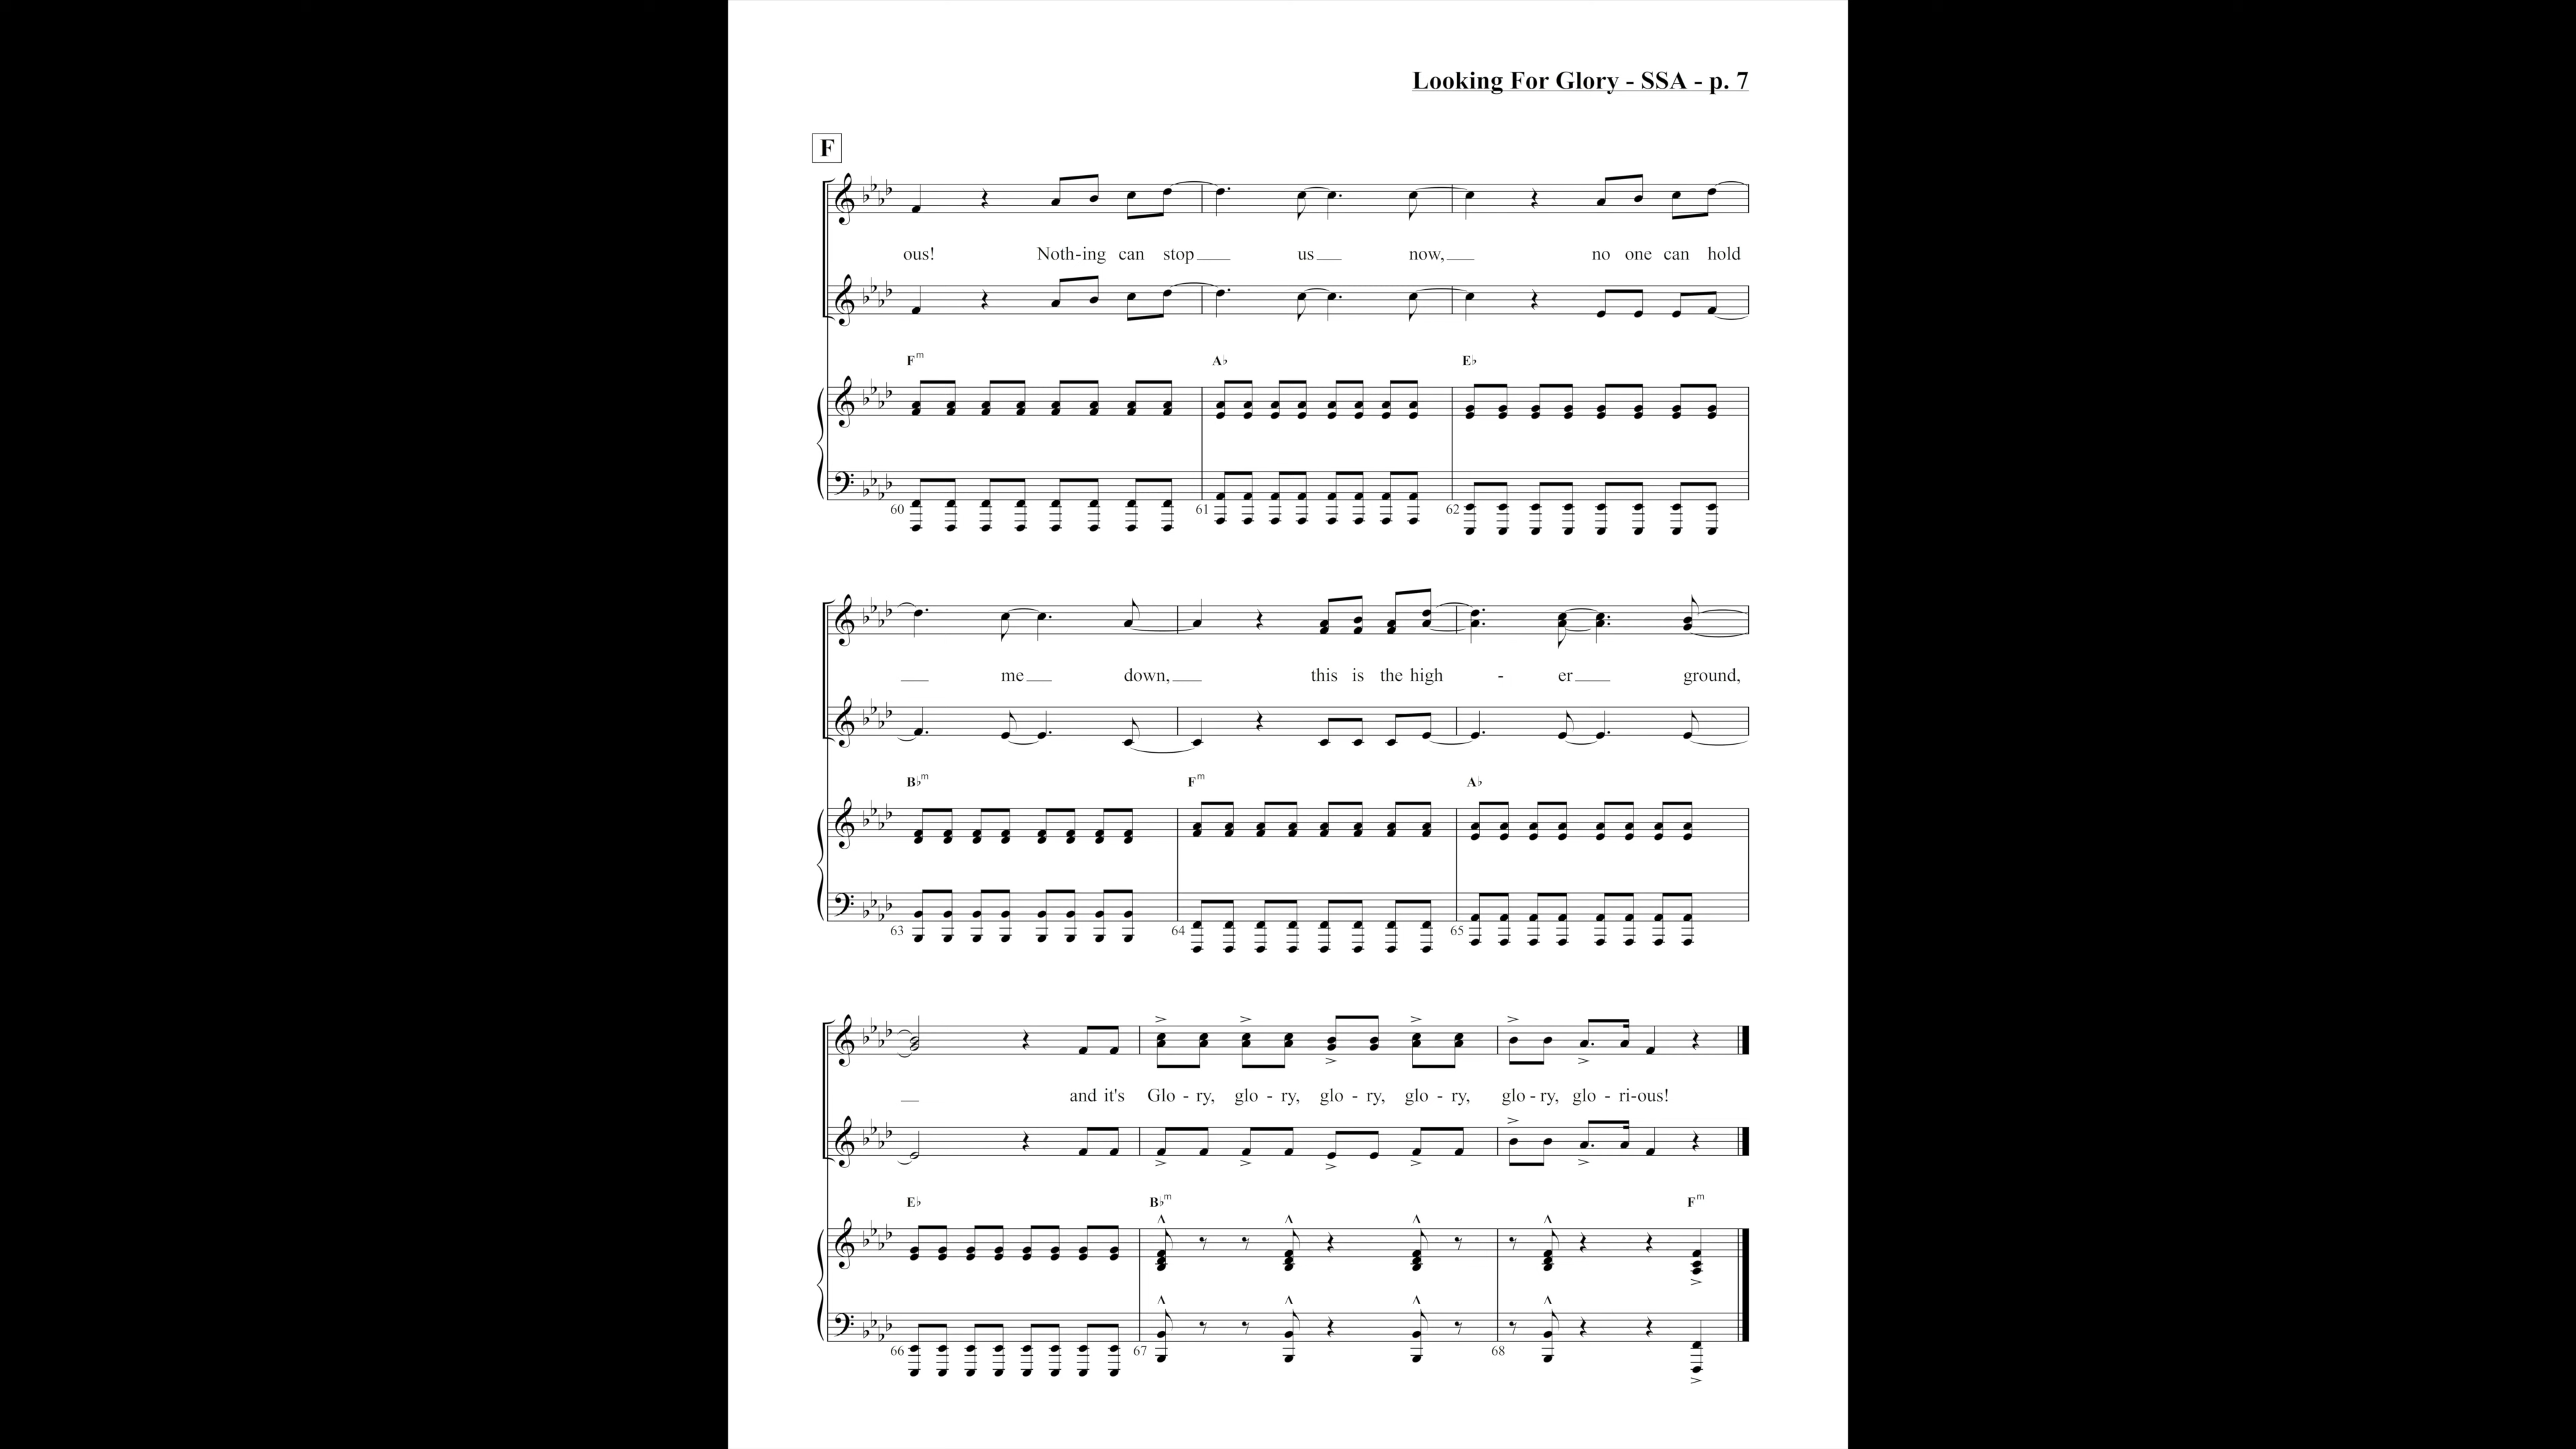 Looking For Glory - SSA - p. 7
F
ous! Noth-ing can stop us now, no one can hold
Fm A♭ E♭
60 61 62
me down, this is the high - er ground,
B♭m Fm A♭
63 64 65
and it's Glo - ry, glo - ry, glo - ry, glo - ry, glo - ry, glo - ri-ous!
E♭ B♭m Fm
66 67 68